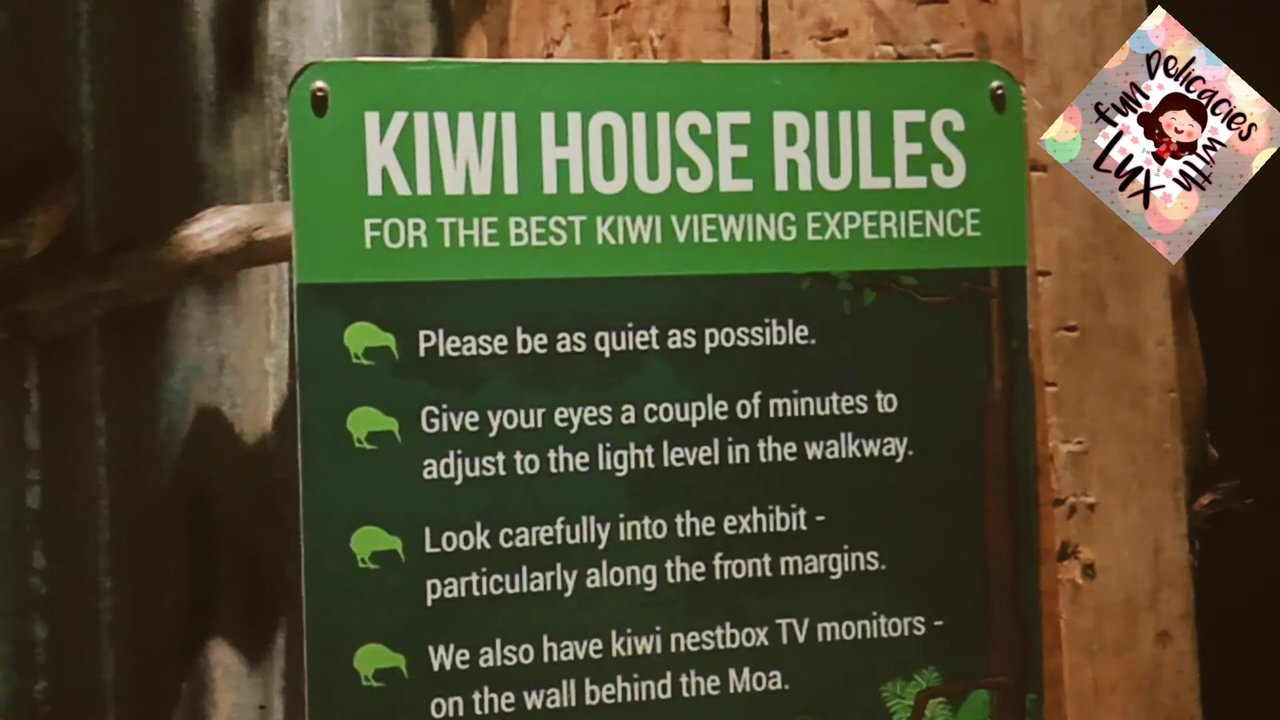 KIWI HOUSE RULES
FOR THE BEST KIWI VIEWING EXPERIENCE
Please be as quiet as possible.
Give your eyes a couple of minutes to
adjust to the light level in the walkway.
Look carefully into the exhibit -
particularly along the front margins.
We also have kiwi nestbox TV monitors -
on the wall behind the Moa.
fun Delicacies
with
Lyx